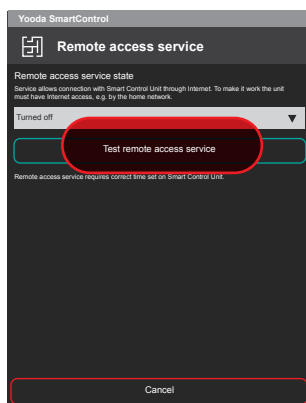 Yooda SmartControl
Remote access service
Remote access service state
Service allows connection with Smart Control Unit through Internet. To make it work the unit
must have Internet access, e.g. by the home network.
Turned off
Test remote access service
Remote access service requires correct time set on Smart Control Unit.
Cancel